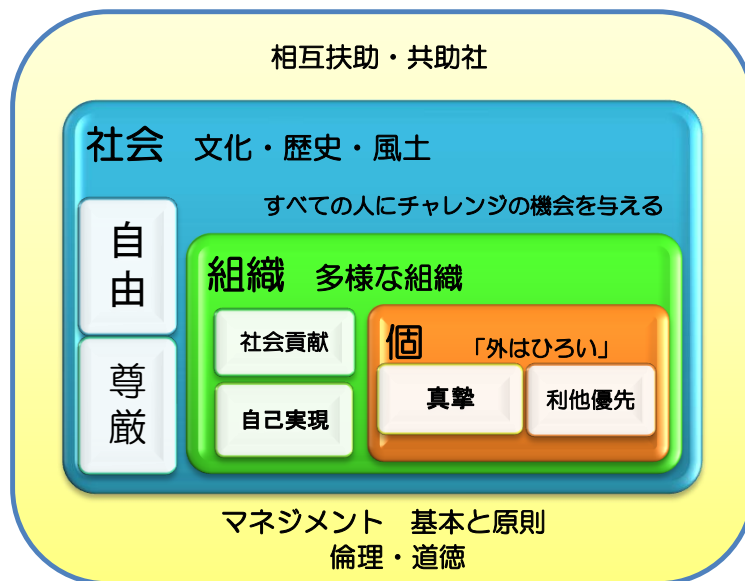 相互扶助・共助社
社会 文化・歴史・風土
すべての人にチャレンジの機会を与える
自由
尊厳
組織 多様な組織
社会貢献
自己実現
個 「外はひろい」
真摯
利他優先
マネジメント 基本と原則
倫理・道徳